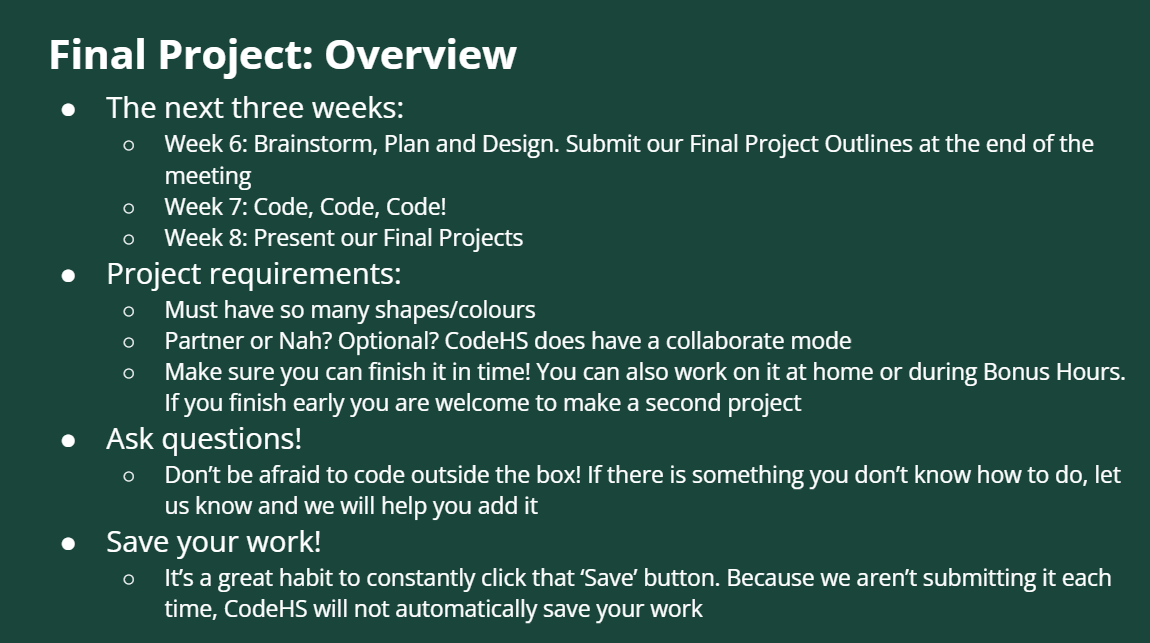 Final Project: Overview
● The next three weeks:
○ Week 6: Brainstorm, Plan and Design. Submit our Final Project Outlines at the end of the
meeting
○ Week 7: Code, Code, Code!
○ Week 8: Present our Final Projects
● Project requirements:
○ Must have so many shapes/colours
○ Partner or Nah? Optional? CodeHS does have a collaborate mode
○ Make sure you can finish it in time! You can also work on it at home or during Bonus Hours.
If you finish early you are welcome to make a second project
● Ask questions!
○ Don’t be afraid to code outside the box! If there is something you don’t know how to do, let
us know and we will help you add it
● Save your work!
○ It’s a great habit to constantly click that ‘Save’ button. Because we aren’t submitting it each
time, CodeHS will not automatically save your work